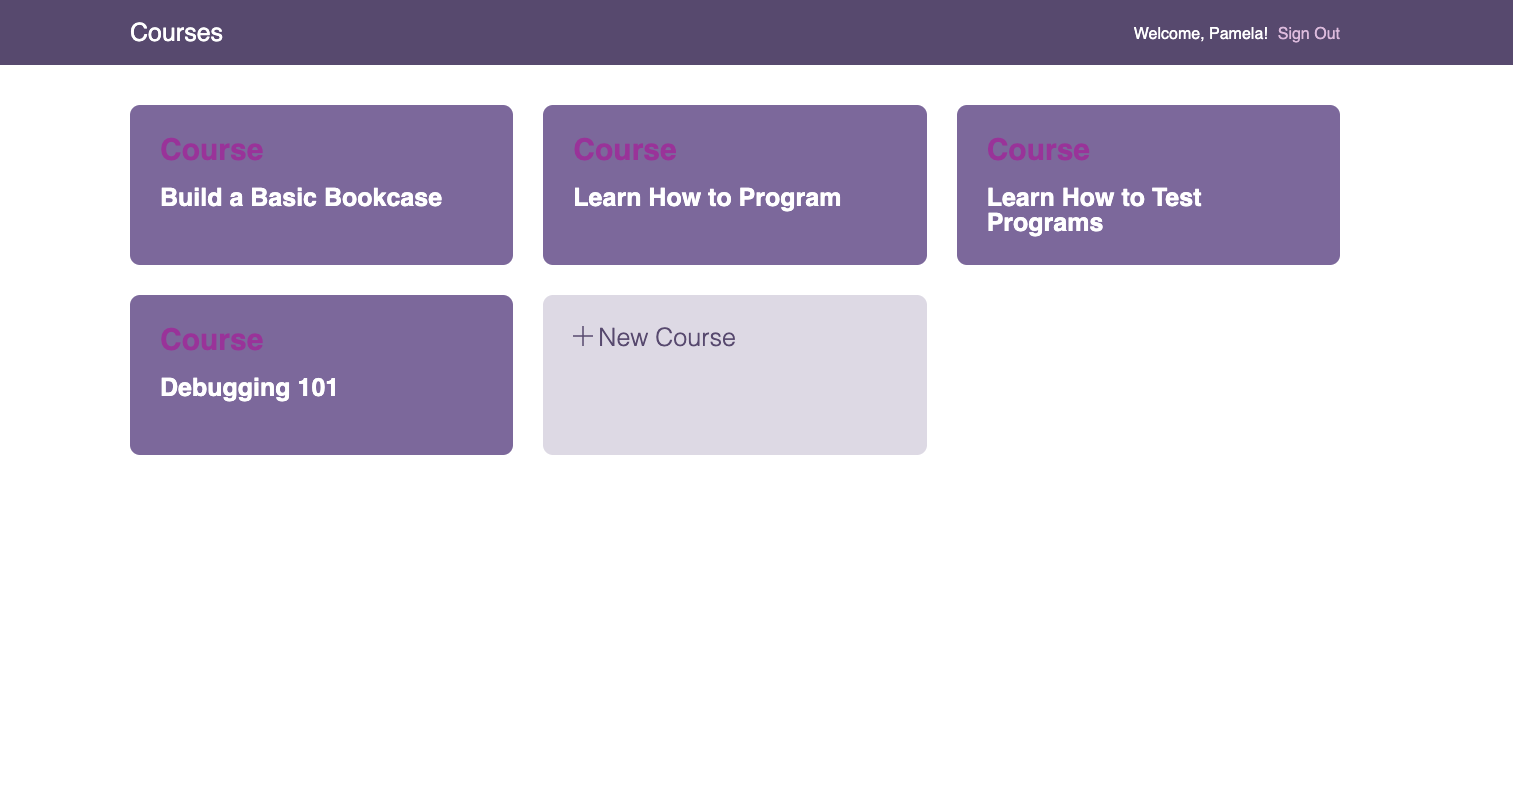 Courses
Welcome, Pamela! Sign Out
Course
Build a Basic Bookcase
Course
Learn How to Program
Course
Learn How to Test
Programs
Course
Debugging 101
New Course